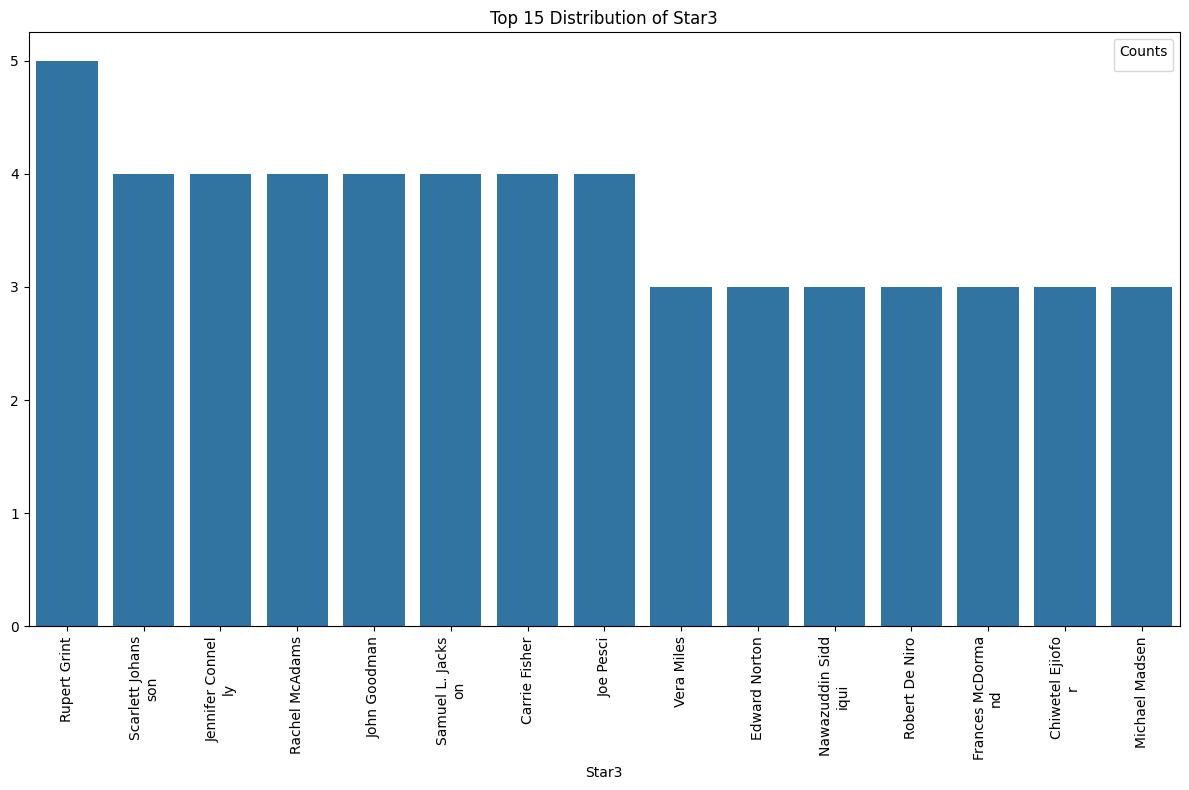 Top 15 Distribution of Star3
Counts
5
4
3
2
1
0
Rupert Grint
Scarlett Johans
son
Jennifer Connel
ly
Rachel McAdams
John Goodman
Samuel L. Jacks
on
Carrie Fisher
Joe Pesci
Vera Miles
Edward Norton
Nawazuddin Sidd
iqui
Robert De Niro
Frances McDorma
nd
Chiwetel Ejiofo
r
Michael Madsen
Star3